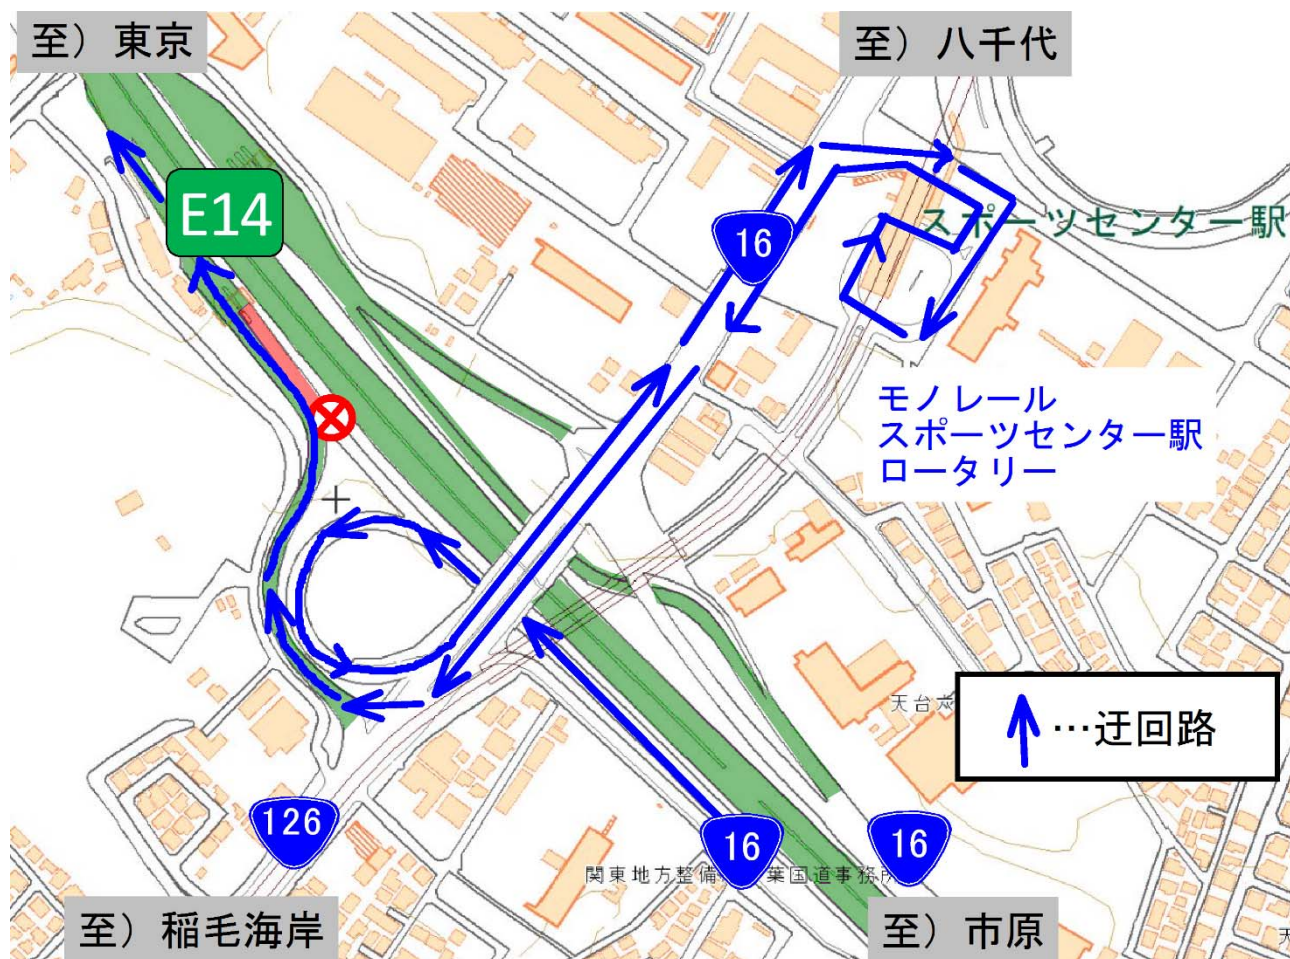 至）東京
至）八千代
E14
16
スポーツセンター駅
モノレール
スポーツセンター駅
ロータリー
天台
…迂回路
126
16
16
関東地方整備
葉国道事務所
至）稲毛海岸
至）市原
天